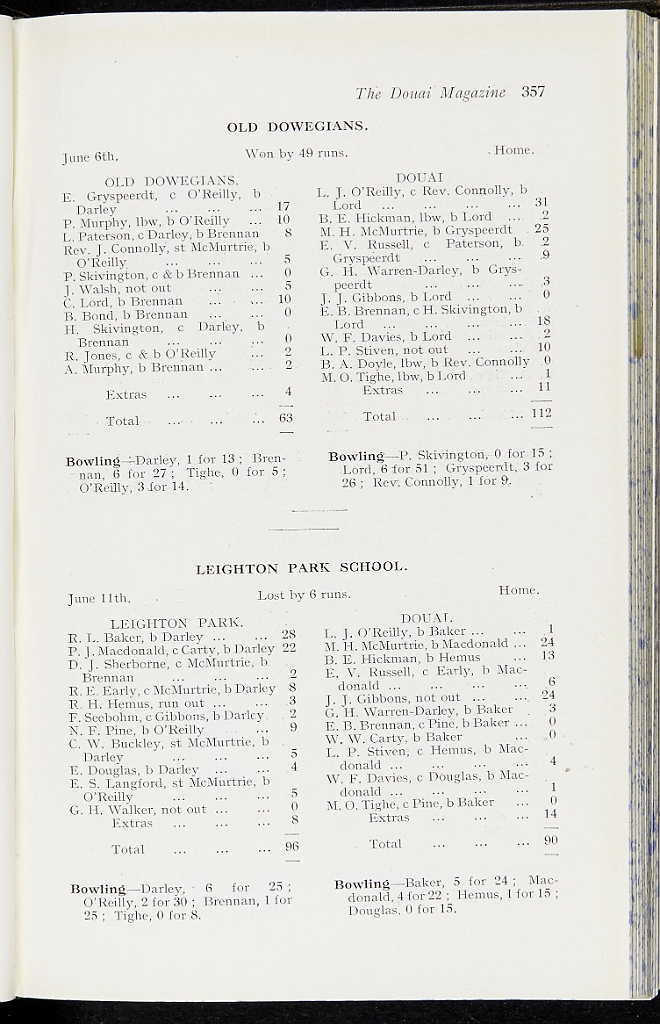 The Douai Magazine 357
OLD DOWEGIANS.
June 6th. Won by 49 runs. Home.
OLD DOWEGIANS.
E. Gryspeerdt, c O'Reilly, b
Darley ... ... ... 17
P. Murphy, lbw, b O'Reilly ... 10
L. Paterson, c Darley, b Brennan 8
Rev. J. Connolly, st McMurtrie, b
O'Reilly ... ... ... 5
P. Skivington, c & b Brennan ... 0
J. Walsh, not out ... ... 5
C. Lord, b Brennan ... ... 10
B. Bond, b Brennan ... ... 0
H. Skivington, c Darley, b
Brennan ... ... ... 0
R. Jones, c & b O'Reilly ... 2
A. Murphy, b Brennan ... ... 2
Extras ... ... ... 4
Total ... ... ... 63
Bowling—Darley, 1 for 13; Bren-
nan, 6 for 27; Tighe, 0 for 5;
O'Reilly, 3 for 14.
DOUAI
L. J. O'Reilly, c Rev. Connolly, b
Lord ... ... ... ... 31
B. E. Hickman, lbw, b Lord ... 2
M. H. McMurtrie, b Gryspeerdt . 25
E. V. Russell, c Paterson, b. 2
Gryspeerdt ... ... ... 9
G. H. Warren-Darley, b Grys-
peerdt ... ... ... 3
J. J. Gibbons, b Lord ... ... 0
E. B. Brennan, c H. Skivington, b
Lord ... ... ... ... 18
W. F. Davies, b Lord ... ... 2
L. P. Stiven, not out ... ... 10
B. A. Doyle, lbw, b Rev. Connolly 0
M. O. Tighe, lbw, b Lord ... 1
Extras ... ... ... 11
Total ... ... ... 112
Bowling—P. Skivington, 0 for 15;
Lord, 6 for 51; Gryspeerdt, 3 for
26; Rev. Connolly, 1 for 9.
LEIGHTON PARK SCHOOL.
June 11th. Lost by 6 runs. Home.
LEIGHTON PARK.
R. L. Baker, b Darley ... ... 28
P. J. Macdonald, c Carty, b Darley 22
D. J. Sherborne, c McMurtrie, b
Brennan ... ... ... 2
R. E. Early, c McMurtrie, b Darley 8
R. H. Hemus, run out ... ... 3
F. Seebohm, c Gibbons, b Darley. 2
N. F. Pine, b O'Reilly ... 9
C. W. Buckley, st McMurtrie, b
Darley ... ... ... 5
E. Douglas, b Darley ... ... 4
E. S. Langford, st McMurtrie, b
O'Reilly ... ... ... 5
G. H. Walker, not out ... ... 0
Extras ... ... ... 8
Total ... ... ... 96
Bowling—Darley, 6 for 25;
O'Reilly, 2 for 30; Brennan, 1 for
25; Tighe, 0 for 8.
DOUAI.
L. J. O'Reilly, b Baker ... ... 1
M. H. McMurtrie, b Macdonald ... 24
B. E. Hickman, b Hemus ... 13
E. V. Russell, c Early, b Mac-
donald ... ... ... ... 6
J. J. Gibbons, not out ... ... 24
G. H. Warren-Darley, b Baker 3
E. B. Brennan, c Pine, b Baker ... 0
W. W. Carty, b Baker ... 0
L. P. Stiven, c Hemus, b Mac-
donald ... ... ... ... 4
W. F. Davies, c Douglas, b Mac-
donald ... ... ... ... 1
M. O. Tighe, c Pine, b Baker ... 0
Extras ... ... ... 14
Total ... ... ... 90
Bowling—Baker, 5 for 24; Mac-
donald, 4 for 22; Hemus, 1 for 15;
Douglas, 0 for 15.